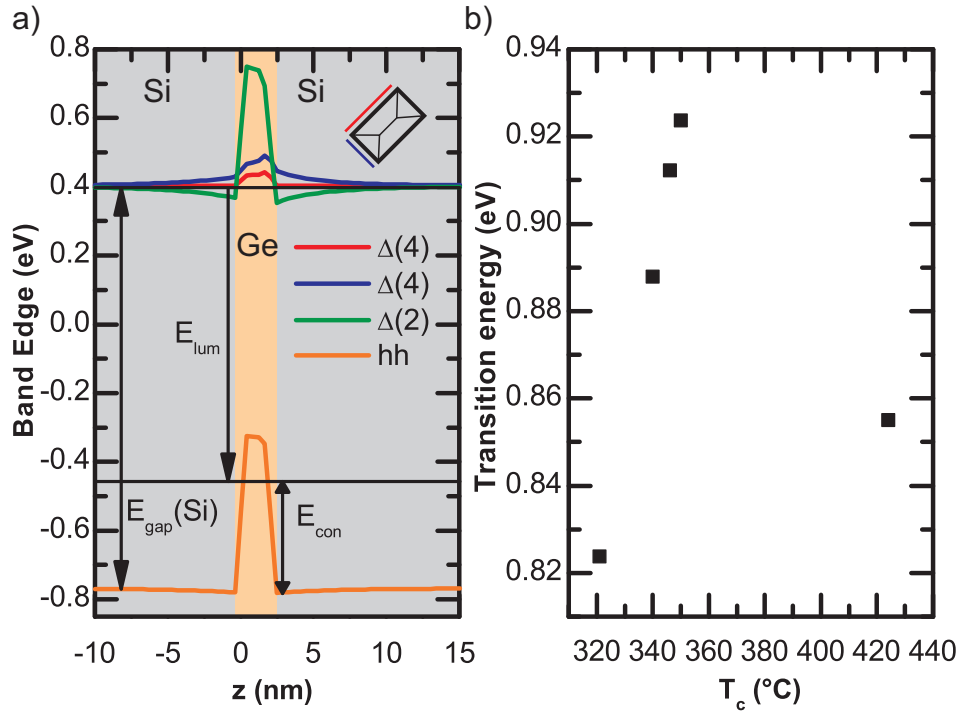 a)
Si
Si
Ge
Δ(4)
Δ(4)
Δ(2)
hh
E_lum
E_gap(Si)
E_con
0.8
0.6
0.4
0.2
0.0
-0.2
-0.4
-0.6
-0.8
Band Edge (eV)
-10
-5
0
5
10
15
z (nm)
b)
0.94
0.92
0.90
0.88
0.86
0.84
0.82
Transition energy (eV)
320 340 360 380 400 420 440
T_c (°C)